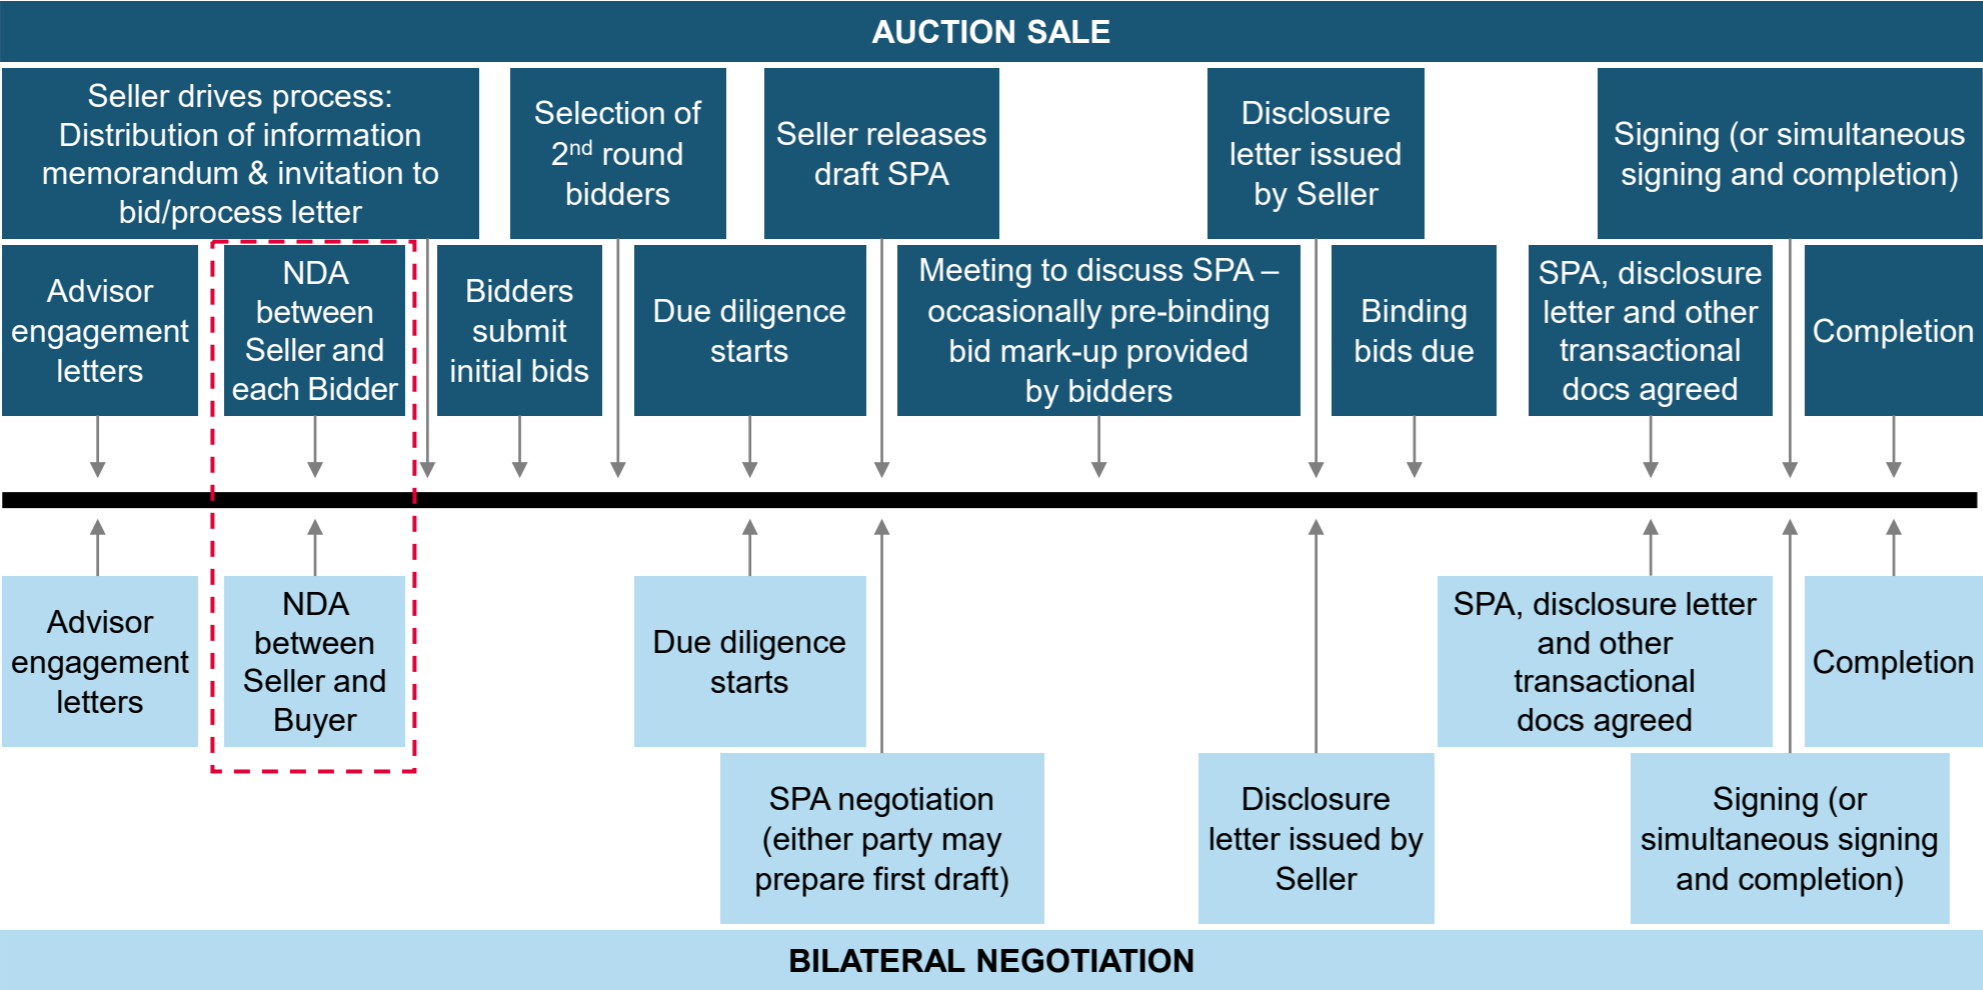 AUCTION SALE
Seller drives process:
Distribution of information
memorandum & invitation to
bid/process letter
Selection of
2nd round
bidders
Seller releases
draft SPA
Disclosure
letter issued
by Seller
Signing (or simultaneous
signing and completion)
Advisor
engagement
letters
NDA
between
Seller and
each Bidder
Bidders
submit
initial bids
Due diligence
starts
Meeting to discuss SPA –
occasionally pre-binding
bid mark-up provided
by bidders
Binding
bids due
SPA, disclosure
letter and other
transactional
docs agreed
Completion
Advisor
engagement
letters
NDA
between
Seller and
Buyer
Due diligence
starts
SPA, disclosure letter
and other
transactional
docs agreed
Completion
SPA negotiation
(either party may
prepare first draft)
Disclosure
letter issued by
Seller
Signing (or
simultaneous signing
and completion)
BILATERAL NEGOTIATION